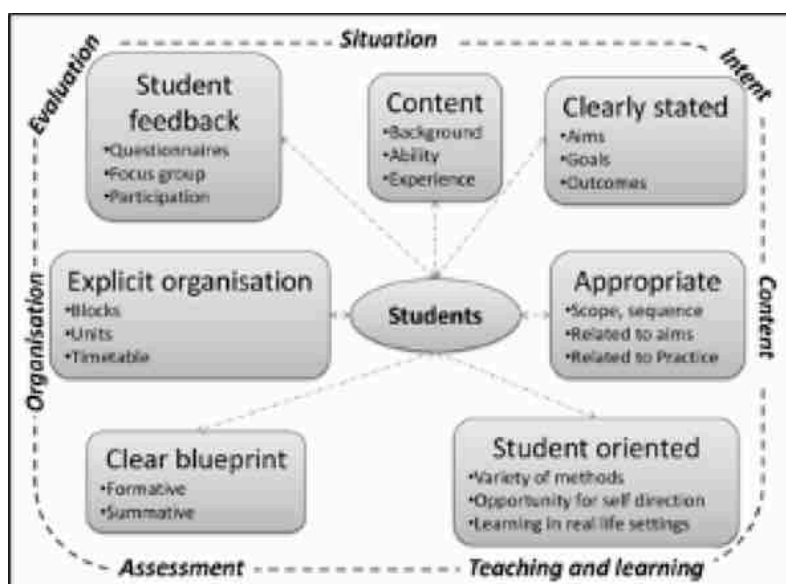 Situation
Evaluation
Intent
Student
feedback
•Questionnaires
•Focus group
•Participation
Content
•Background
•Ability
•Experience
Clearly stated
•Aims
•Goals
•Outcomes
Explicit organisation
•Blocks
•Units
•Timetable
Students
Appropriate
•Scope, sequence
•Related to aims
•Related to Practice
Organisation
Content
Clear blueprint
•Formative
•Summative
Student oriented
•Variety of methods
•Opportunity for self direction
•Learning in real life settings
Assessment
Teaching and learning